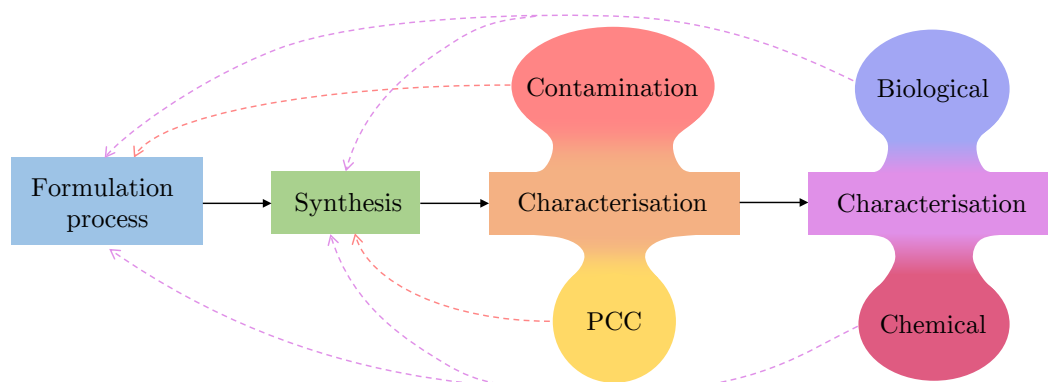 Contamination
Biological
Formulation
process
Synthesis
Characterisation
Characterisation
PCC
Chemical